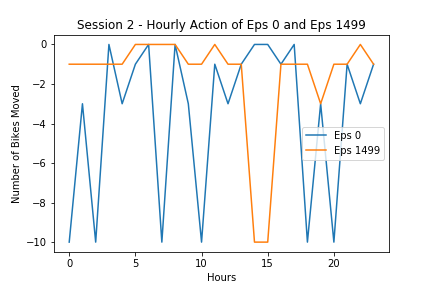 Session 2 - Hourly Action of Eps 0 and Eps 1499
Number of Bikes Moved
0
−2
−4
−6
−8
−10
Eps 0
Eps 1499
0 5 10 15 20
Hours